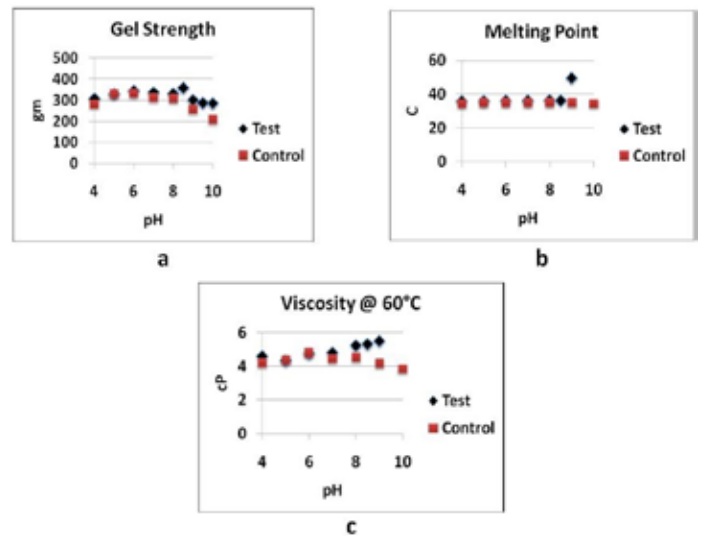 Gel Strength
500
400
300
200
100
0
gm
4 6 8 10
pH
Test
Control
a
Melting Point
60
40
20
0
C
4 6 8 10
pH
Test
Control
b
Viscosity @ 60°C
6
4
2
0
cP
4 6 8 10
pH
Test
Control
c